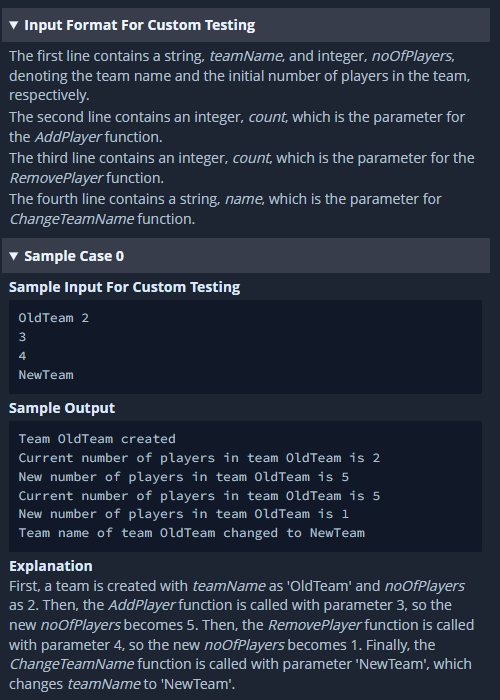 ▼ Input Format For Custom Testing
The first line contains a string, teamName, and integer, noOfPlayers,
denoting the team name and the initial number of players in the team,
respectively.
The second line contains an integer, count, which is the parameter for
the AddPlayer function.
The third line contains an integer, count, which is the parameter for the
RemovePlayer function.
The fourth line contains a string, name, which is the parameter for
ChangeTeamName function.
▼ Sample Case 0
Sample Input For Custom Testing
OldTeam 2
3
4
NewTeam
Sample Output
Team OldTeam created
Current number of players in team OldTeam is 2
New number of players in team OldTeam is 5
Current number of players in team OldTeam is 5
New number of players in team OldTeam is 1
Team name of team OldTeam changed to NewTeam
Explanation
First, a team is created with teamName as 'OldTeam' and noOfPlayers
as 2. Then, the AddPlayer function is called with parameter 3, so the
new noOfPlayers becomes 5. Then, the RemovePlayer function is called
with parameter 4, so the new noOfPlayers becomes 1. Finally, the
ChangeTeamName function is called with parameter 'NewTeam', which
changes teamName to 'NewTeam'.